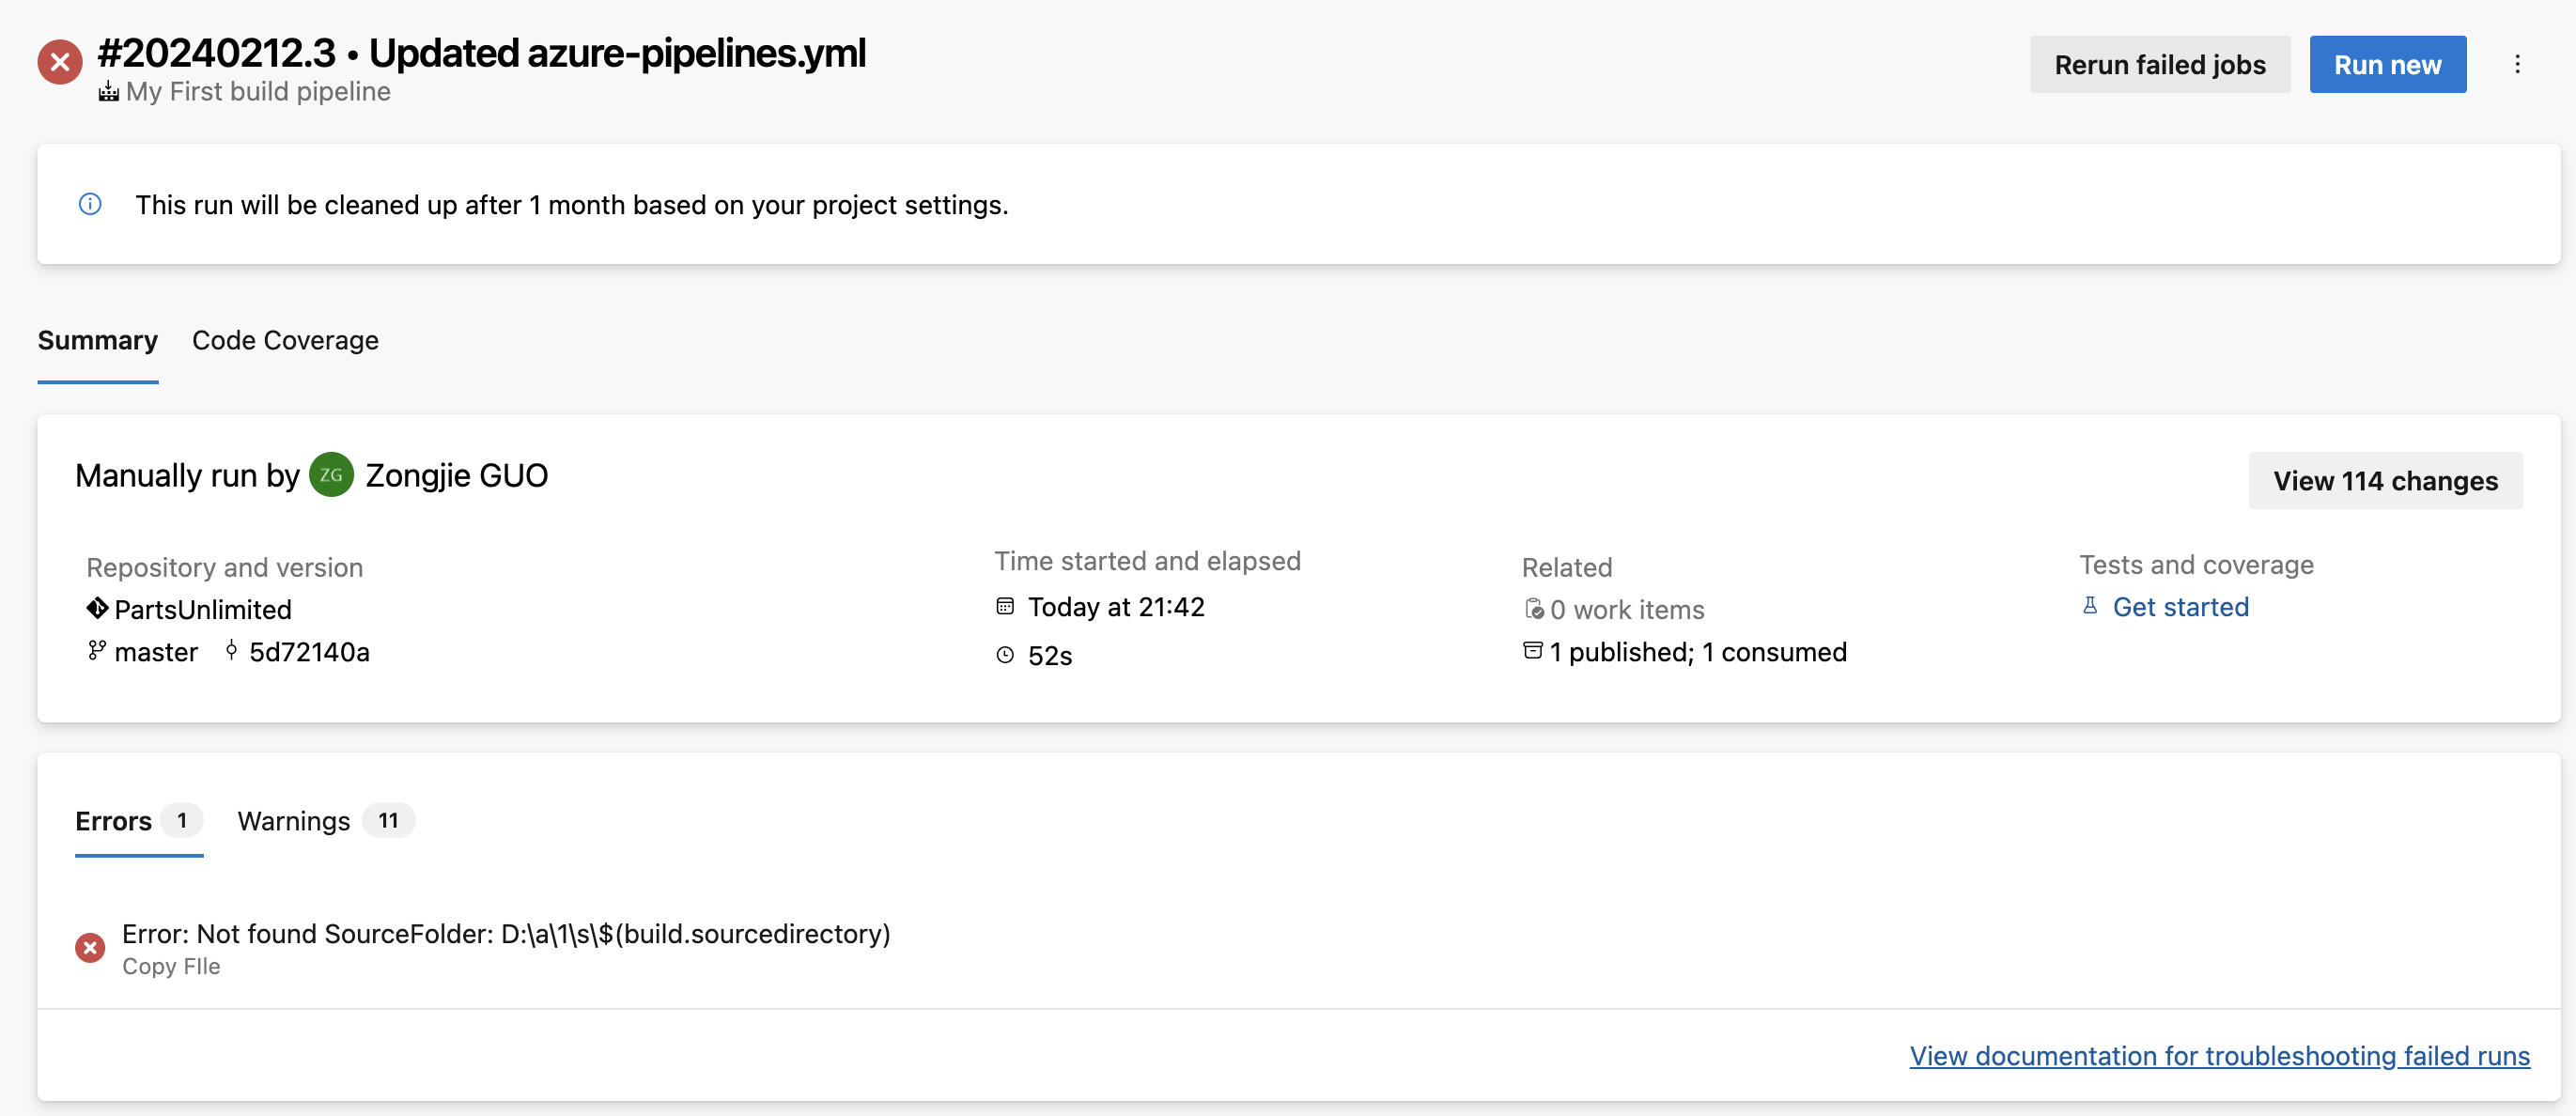 #20240212.3 • Updated azure-pipelines.yml
My First build pipeline
Rerun failed jobs
Run new
This run will be cleaned up after 1 month based on your project settings.
Summary
Code Coverage
Manually run by ZG Zongjie GUO
View 114 changes
Repository and version
PartsUnlimited
master 5d72140a
Time started and elapsed
Today at 21:42
52s
Related
0 work items
1 published; 1 consumed
Tests and coverage
Get started
Errors 1
Warnings 11
Error: Not found SourceFolder: D:\a\1\s\$(build.sourcedirectory)
Copy FIle
View documentation for troubleshooting failed runs